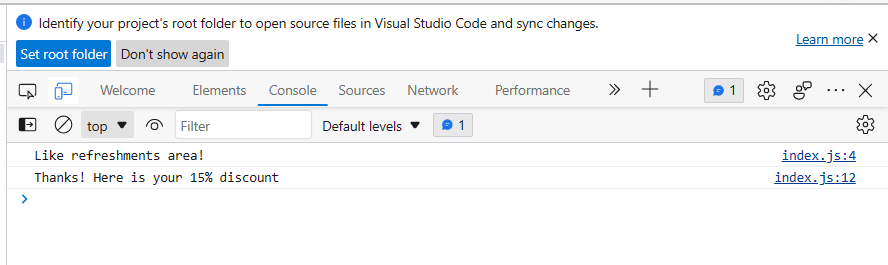 Identify your project's root folder to open source files in Visual Studio Code and sync changes.
Learn more
Set root folder Don't show again
Welcome Elements Console Sources Network Performance 1
top Filter Default levels 1
Like refreshments area! index.js:4
Thanks! Here is your 15% discount index.js:12